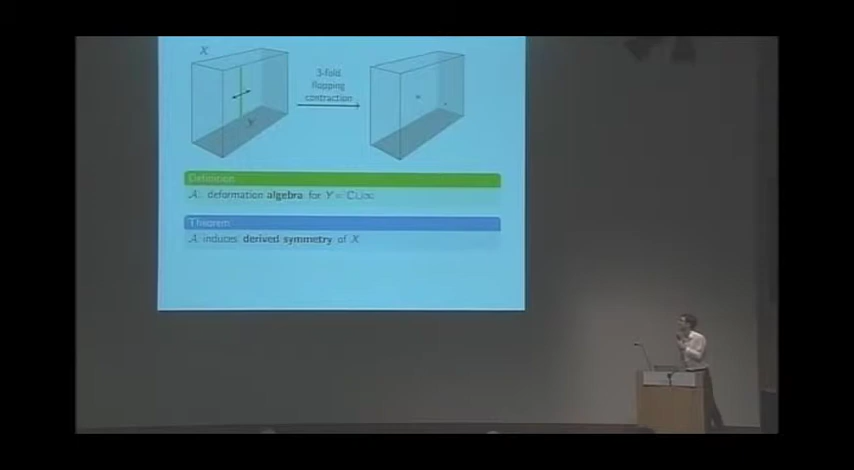 X
3-fold
flopping
contraction
Y
Definition
A: deformation algebra for Y = C∪∞
Theorem
A induces derived symmetry of X